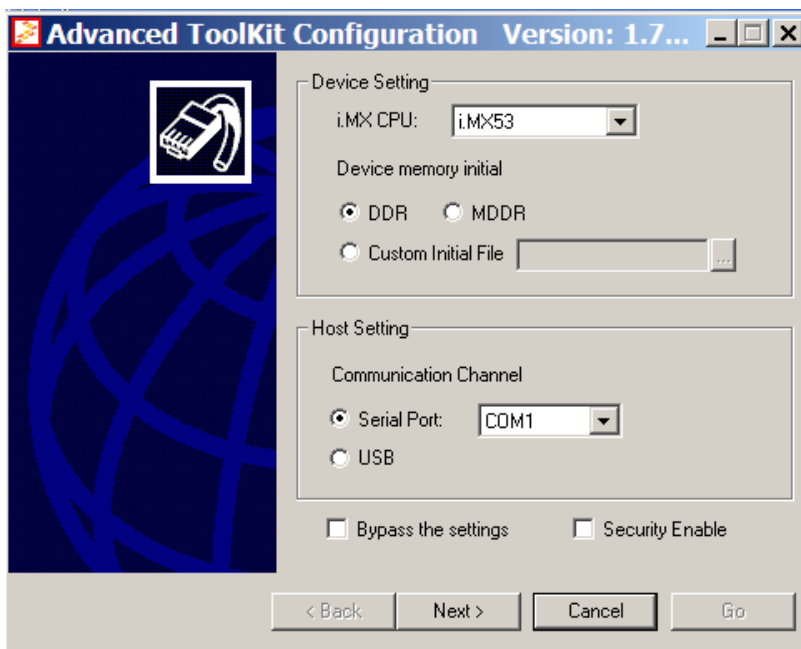 Advanced ToolKit Configuration Version: 1.7...
Device Setting
i.MX CPU: i.MX53
Device memory initial
DDR MDDR
Custom Initial File ...
Host Setting
Communication Channel
Serial Port: COM1
USB
Bypass the settings Security Enable
< Back Next > Cancel Go